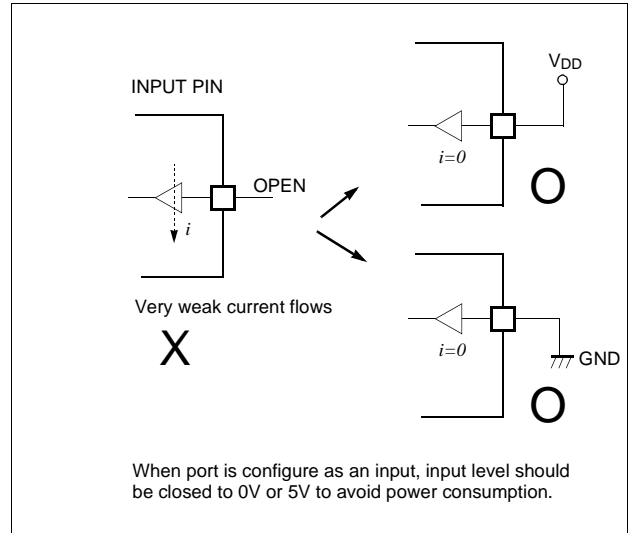 INPUT PIN
OPEN
i
Very weak current flows
X
VDD
i=0
O
i=0
GND
O
When port is configure as an input, input level should
be closed to 0V or 5V to avoid power consumption.